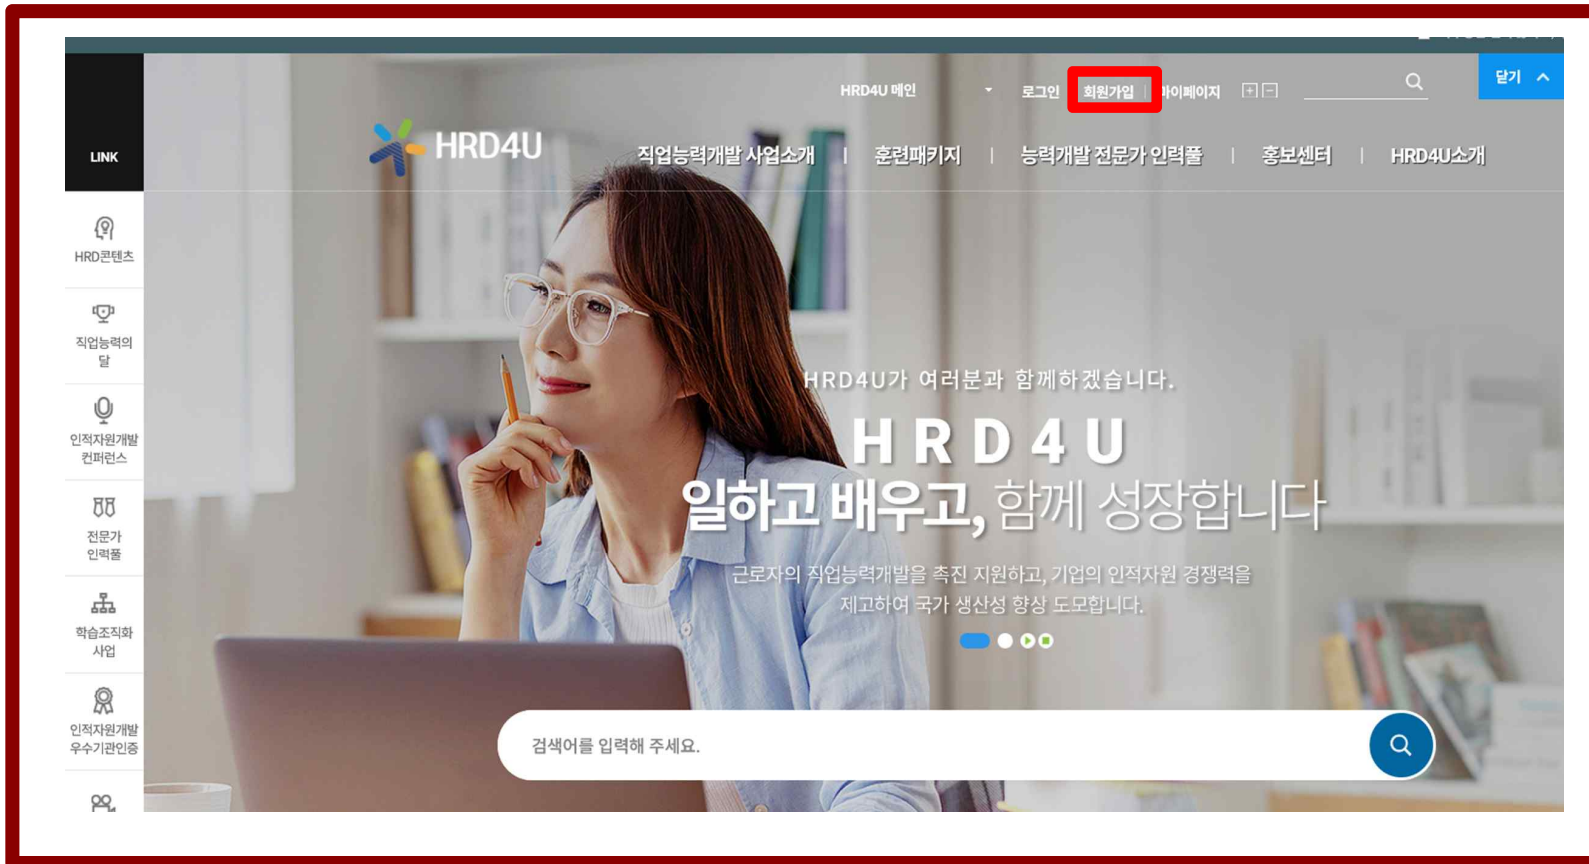 HRD4U 메인
로그인 회원가입 마이페이지
닫기
LINK
HRD4U
직업능력개발 사업소개 훈련패키지 능력개발 전문가 인력풀 홍보센터 HRD4U소개
HRD콘텐츠
직업능력의
달
인적자원개발
컨퍼런스
전문가
인력풀
학습조직화
사업
인적자원개발
우수기관인증
HRD4U가 여러분과 함께하겠습니다.
HRD4U
일하고 배우고, 함께 성장합니다
근로자의 직업능력개발을 촉진 지원하고, 기업의 인적자원 경쟁력을
제고하여 국가 생산성 향상 도모합니다.
검색어를 입력해 주세요.